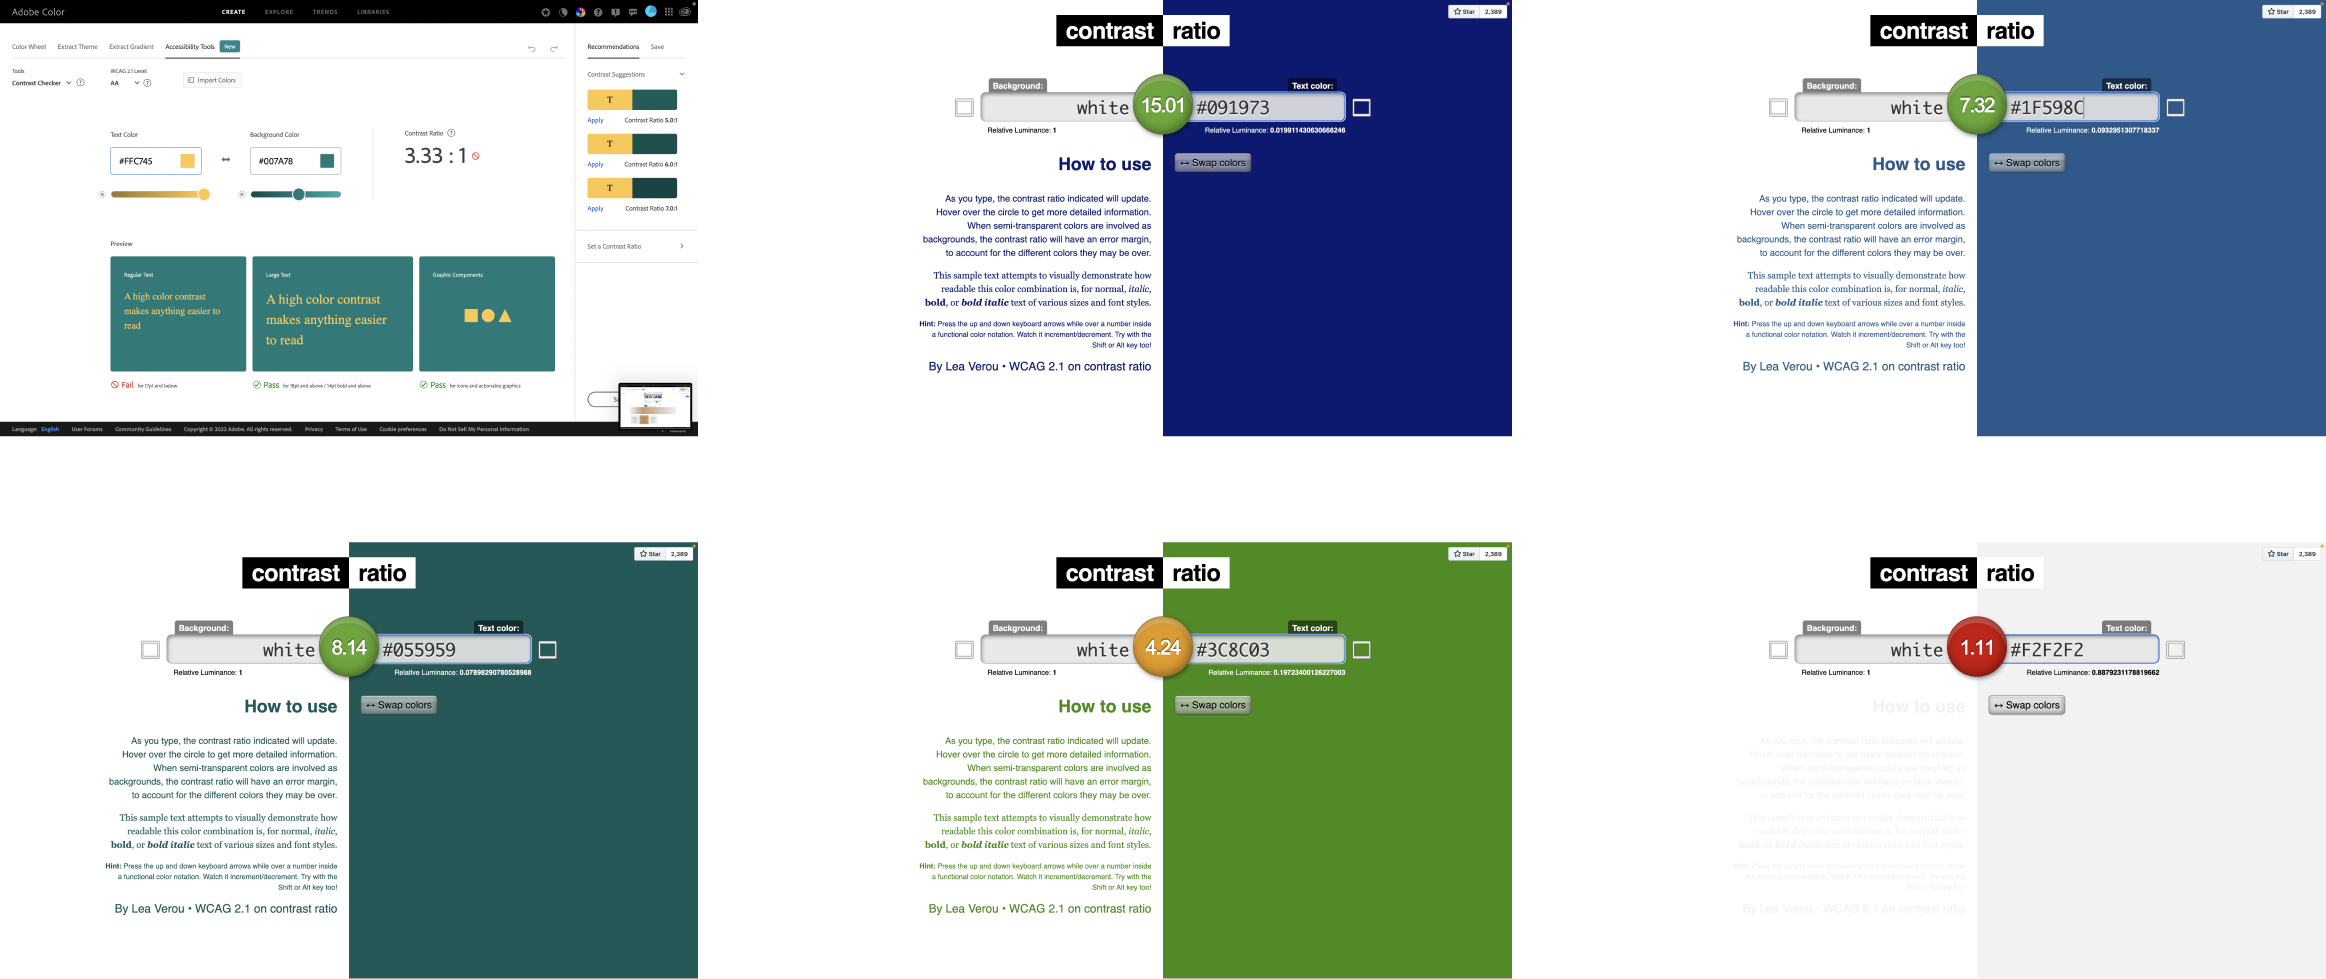 Adobe Color
CREATE EXPLORE TRENDS LIBRARIES
Color Wheel Extract Theme Extract Gradient Accessibility Tools New
Tools
Contrast Checker
WCAG 2.1 Level
AA
Import Colors
Text Color
#FFC745
Background Color
#007A78
Contrast Ratio
3.33 : 1
Preview
Regular Text
A high color contrast
makes anything easier to
read
Large Text
A high color contrast
makes anything easier
to read
Graphic Components
Fail for 17pt and below
Pass for 18pt and above / 14pt bold and above
Pass for icons and actionable graphics
Recommendations Save
Contrast Suggestions
T
Apply Contrast Ratio 5.0:1
T
Apply Contrast Ratio 6.0:1
T
Apply Contrast Ratio 7.0:1
Set a Contrast Ratio
Language: English User Forums Community Guidelines Copyright © 2022 Adobe. All rights reserved. Privacy Terms of Use Cookie preferences Do Not Sell My Personal Information
Star 2,389
contrast ratio
Background: Text color:
white 15.01 #091973
Relative Luminance: 1 Relative Luminance: 0.019911430630666246
How to use
↔ Swap colors
As you type, the contrast ratio indicated will update.
Hover over the circle to get more detailed information.
When semi-transparent colors are involved as
backgrounds, the contrast ratio will have an error margin,
to account for the different colors they may be over.
This sample text attempts to visually demonstrate how
readable this color combination is, for normal, italic,
bold, or bold italic text of various sizes and font styles.
Hint: Press the up and down keyboard arrows while over a number inside
a functional color notation. Watch it increment/decrement. Try with the
Shift or Alt key too!
By Lea Verou • WCAG 2.1 on contrast ratio
Star 2,389
contrast ratio
Background: Text color:
white 7.32 #1F598C
Relative Luminance: 1 Relative Luminance: 0.0932951307718337
How to use
↔ Swap colors
As you type, the contrast ratio indicated will update.
Hover over the circle to get more detailed information.
When semi-transparent colors are involved as
backgrounds, the contrast ratio will have an error margin,
to account for the different colors they may be over.
This sample text attempts to visually demonstrate how
readable this color combination is, for normal, italic,
bold, or bold italic text of various sizes and font styles.
Hint: Press the up and down keyboard arrows while over a number inside
a functional color notation. Watch it increment/decrement. Try with the
Shift or Alt key too!
By Lea Verou • WCAG 2.1 on contrast ratio
Star 2,389
contrast ratio
Background: Text color:
white 8.14 #055959
Relative Luminance: 1 Relative Luminance: 0.07898290780528988
How to use
↔ Swap colors
As you type, the contrast ratio indicated will update.
Hover over the circle to get more detailed information.
When semi-transparent colors are involved as
backgrounds, the contrast ratio will have an error margin,
to account for the different colors they may be over.
This sample text attempts to visually demonstrate how
readable this color combination is, for normal, italic,
bold, or bold italic text of various sizes and font styles.
Hint: Press the up and down keyboard arrows while over a number inside
a functional color notation. Watch it increment/decrement. Try with the
Shift or Alt key too!
By Lea Verou • WCAG 2.1 on contrast ratio
Star 2,389
contrast ratio
Background: Text color:
white 4.24 #3C8C03
Relative Luminance: 1 Relative Luminance: 0.19723400126227003
How to use
↔ Swap colors
As you type, the contrast ratio indicated will update.
Hover over the circle to get more detailed information.
When semi-transparent colors are involved as
backgrounds, the contrast ratio will have an error margin,
to account for the different colors they may be over.
This sample text attempts to visually demonstrate how
readable this color combination is, for normal, italic,
bold, or bold italic text of various sizes and font styles.
Hint: Press the up and down keyboard arrows while over a number inside
a functional color notation. Watch it increment/decrement. Try with the
Shift or Alt key too!
By Lea Verou • WCAG 2.1 on contrast ratio
Star 2,389
contrast ratio
Background: Text color:
white 1.11 #F2F2F2
Relative Luminance: 1 Relative Luminance: 0.8879231178819662
How to use
↔ Swap colors
As you type, the contrast ratio indicated will update.
Hover over the circle to get more detailed information.
When semi-transparent colors are involved as
backgrounds, the contrast ratio will have an error margin,
to account for the different colors they may be over.
This sample text attempts to visually demonstrate how
readable this color combination is, for normal, italic,
bold, or bold italic text of various sizes and font styles.
Hint: Press the up and down keyboard arrows while over a number inside
a functional color notation. Watch it increment/decrement. Try with the
Shift or Alt key too!
By Lea Verou • WCAG 2.1 on contrast ratio